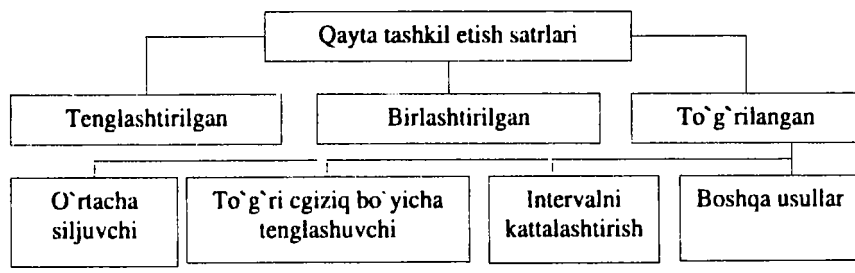 Qayta tashkil etish satrlari
Tenglashtirilgan
Birlashtirilgan
To`g`rilangan
O`rtacha
siljuvchi
To`g`ri cgiziq bo`yicha
tenglashuvchi
Intervalni
kattalashtirish
Boshqa usullar